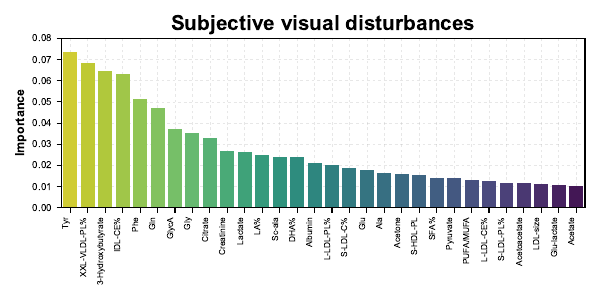 Subjective visual disturbances
Importance
0.08
0.07
0.06
0.05
0.04
0.03
0.02
0.01
0.00
Tyr
XXL-VLDL-PL%
3-Hydroxybutyrate
IDL-CE%
Phe
Gln
GlycA
Gly
Citrate
Creatinine
Lactate
LA%
Sc-ala
DHA%
Albumin
L-LDL-PL%
S-LDL-C%
Glu
Ala
Acetone
S-HDL-PL
SFA%
Pyruvate
PUFA/MUFA
L-LDL-CE%
S-LDL-PL%
Acetoacetate
LDL-size
Glu-lactate
Acetate